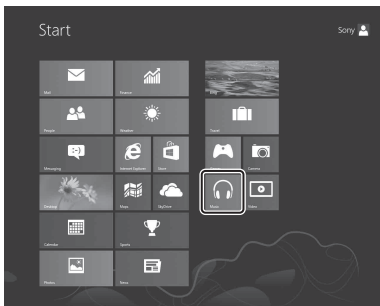 Start
Sony
Mail
Finance
People
Weather
Travel
Messaging
Internet Explorer
Store
Camera
Desktop
Maps
SkyDrive
Music
Video
Calendar
Sports
Photos
News